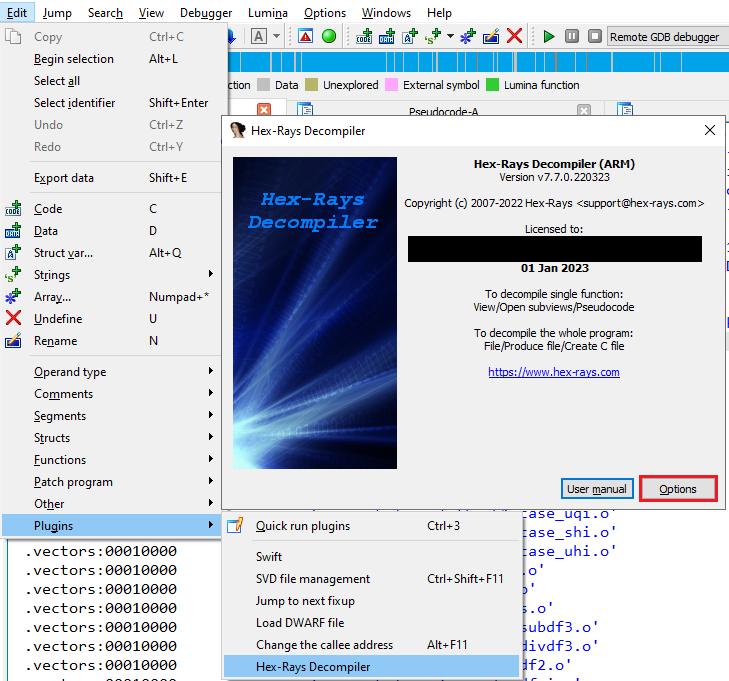 Edit Jump Search View Debugger Lumina Options Windows Help
Copy Ctrl+C
Begin selection Alt+L
Select all
Select identifier Shift+Enter
Undo Ctrl+Z
Redo Ctrl+Y
Export data Shift+E
Code C
Data D
Struct var... Alt+Q
Strings
Array... Numpad+*
Undefine U
Rename N
Operand type
Comments
Segments
Structs
Functions
Patch program
Other
Plugins
Remote GDB debugger
ction Data Unexplored External symbol Lumina function
Pseudocode-A
Hex-Rays Decompiler
Hex-Rays
Decompiler
Hex-Rays Decompiler (ARM)
Version v7.7.0.220323
Copyright (c) 2007-2022 Hex-Rays <support@hex-rays.com>
Licensed to:
01 Jan 2023
To decompile single function:
View/Open subviews/Pseudocode
To decompile the whole program:
File/Produce file/Create C file
https://www.hex-rays.com
User manual Options
Quick run plugins Ctrl+3
Swift
SVD file management Ctrl+Shift+F11
Jump to next fixup
Load DWARF file
Change the callee address Alt+F11
Hex-Rays Decompiler
.vectors:00010000
.vectors:00010000
.vectors:00010000
.vectors:00010000
.vectors:00010000
.vectors:00010000
.vectors:00010000
case_uqi.o'
case_shi.o'
case_uhi.o'
.o'
o'
s.o'
subdf3.o'
divdf3.o'
df2.o'